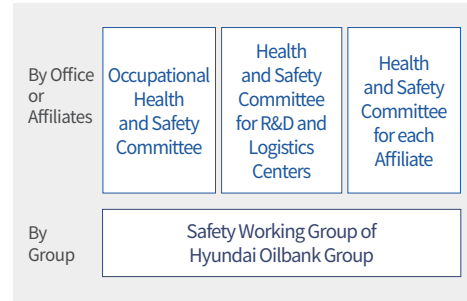 By Office
or
Affiliates
Occupational
Health
and Safety
Committee
Health
and Safety
Committee
for R&D and
Logistics
Centers
Health
and Safety
Committee
for each
Affiliate
By
Group
Safety Working Group of
Hyundai Oilbank Group